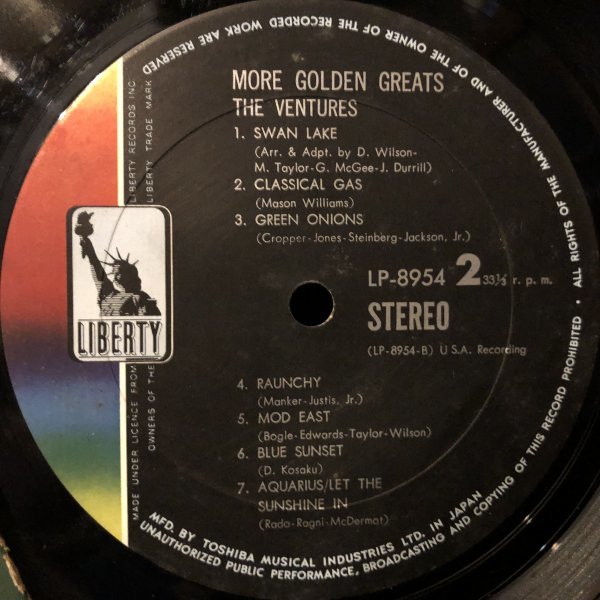 MORE GOLDEN GREATS
THE VENTURES
1. SWAN LAKE
(Arr. & Adpt. by D. Wilson-
M. Taylor-G. McGee-J. Durrill)
2. CLASSICAL GAS
(Mason Williams)
3. GREEN ONIONS
(Cropper-Jones-Steinberg-Jackson, Jr.)
LP-8954 2 33⅓ r. p. m.
STEREO
(LP-8954-B) U S.A. Recording
LIBERTY
4. RAUNCHY
(Manker-Justis, Jr.)
5. MOD EAST
(Bogle-Edwards-Taylor-Wilson)
6. BLUE SUNSET
(D. Kosaku)
7. AQUARIUS/LET THE
SUNSHINE IN
(Rado-Ragni-McDermot)
MADE UNDER LICENCE FROM LIBERTY RECORDS INC
OWNERS OF THE LIBERTY TRADE MARK
MFD. BY TOSHIBA MUSICAL INDUSTRIES LTD. IN JAPAN
UNAUTHORIZED PUBLIC PERFORMANCE, BROADCASTING AND COPYING OF THIS RECORD PROHIBITED • ALL RIGHTS OF THE MANUFACTURER AND OF THE OWNER OF THE RECORDED WORK ARE RESERVED